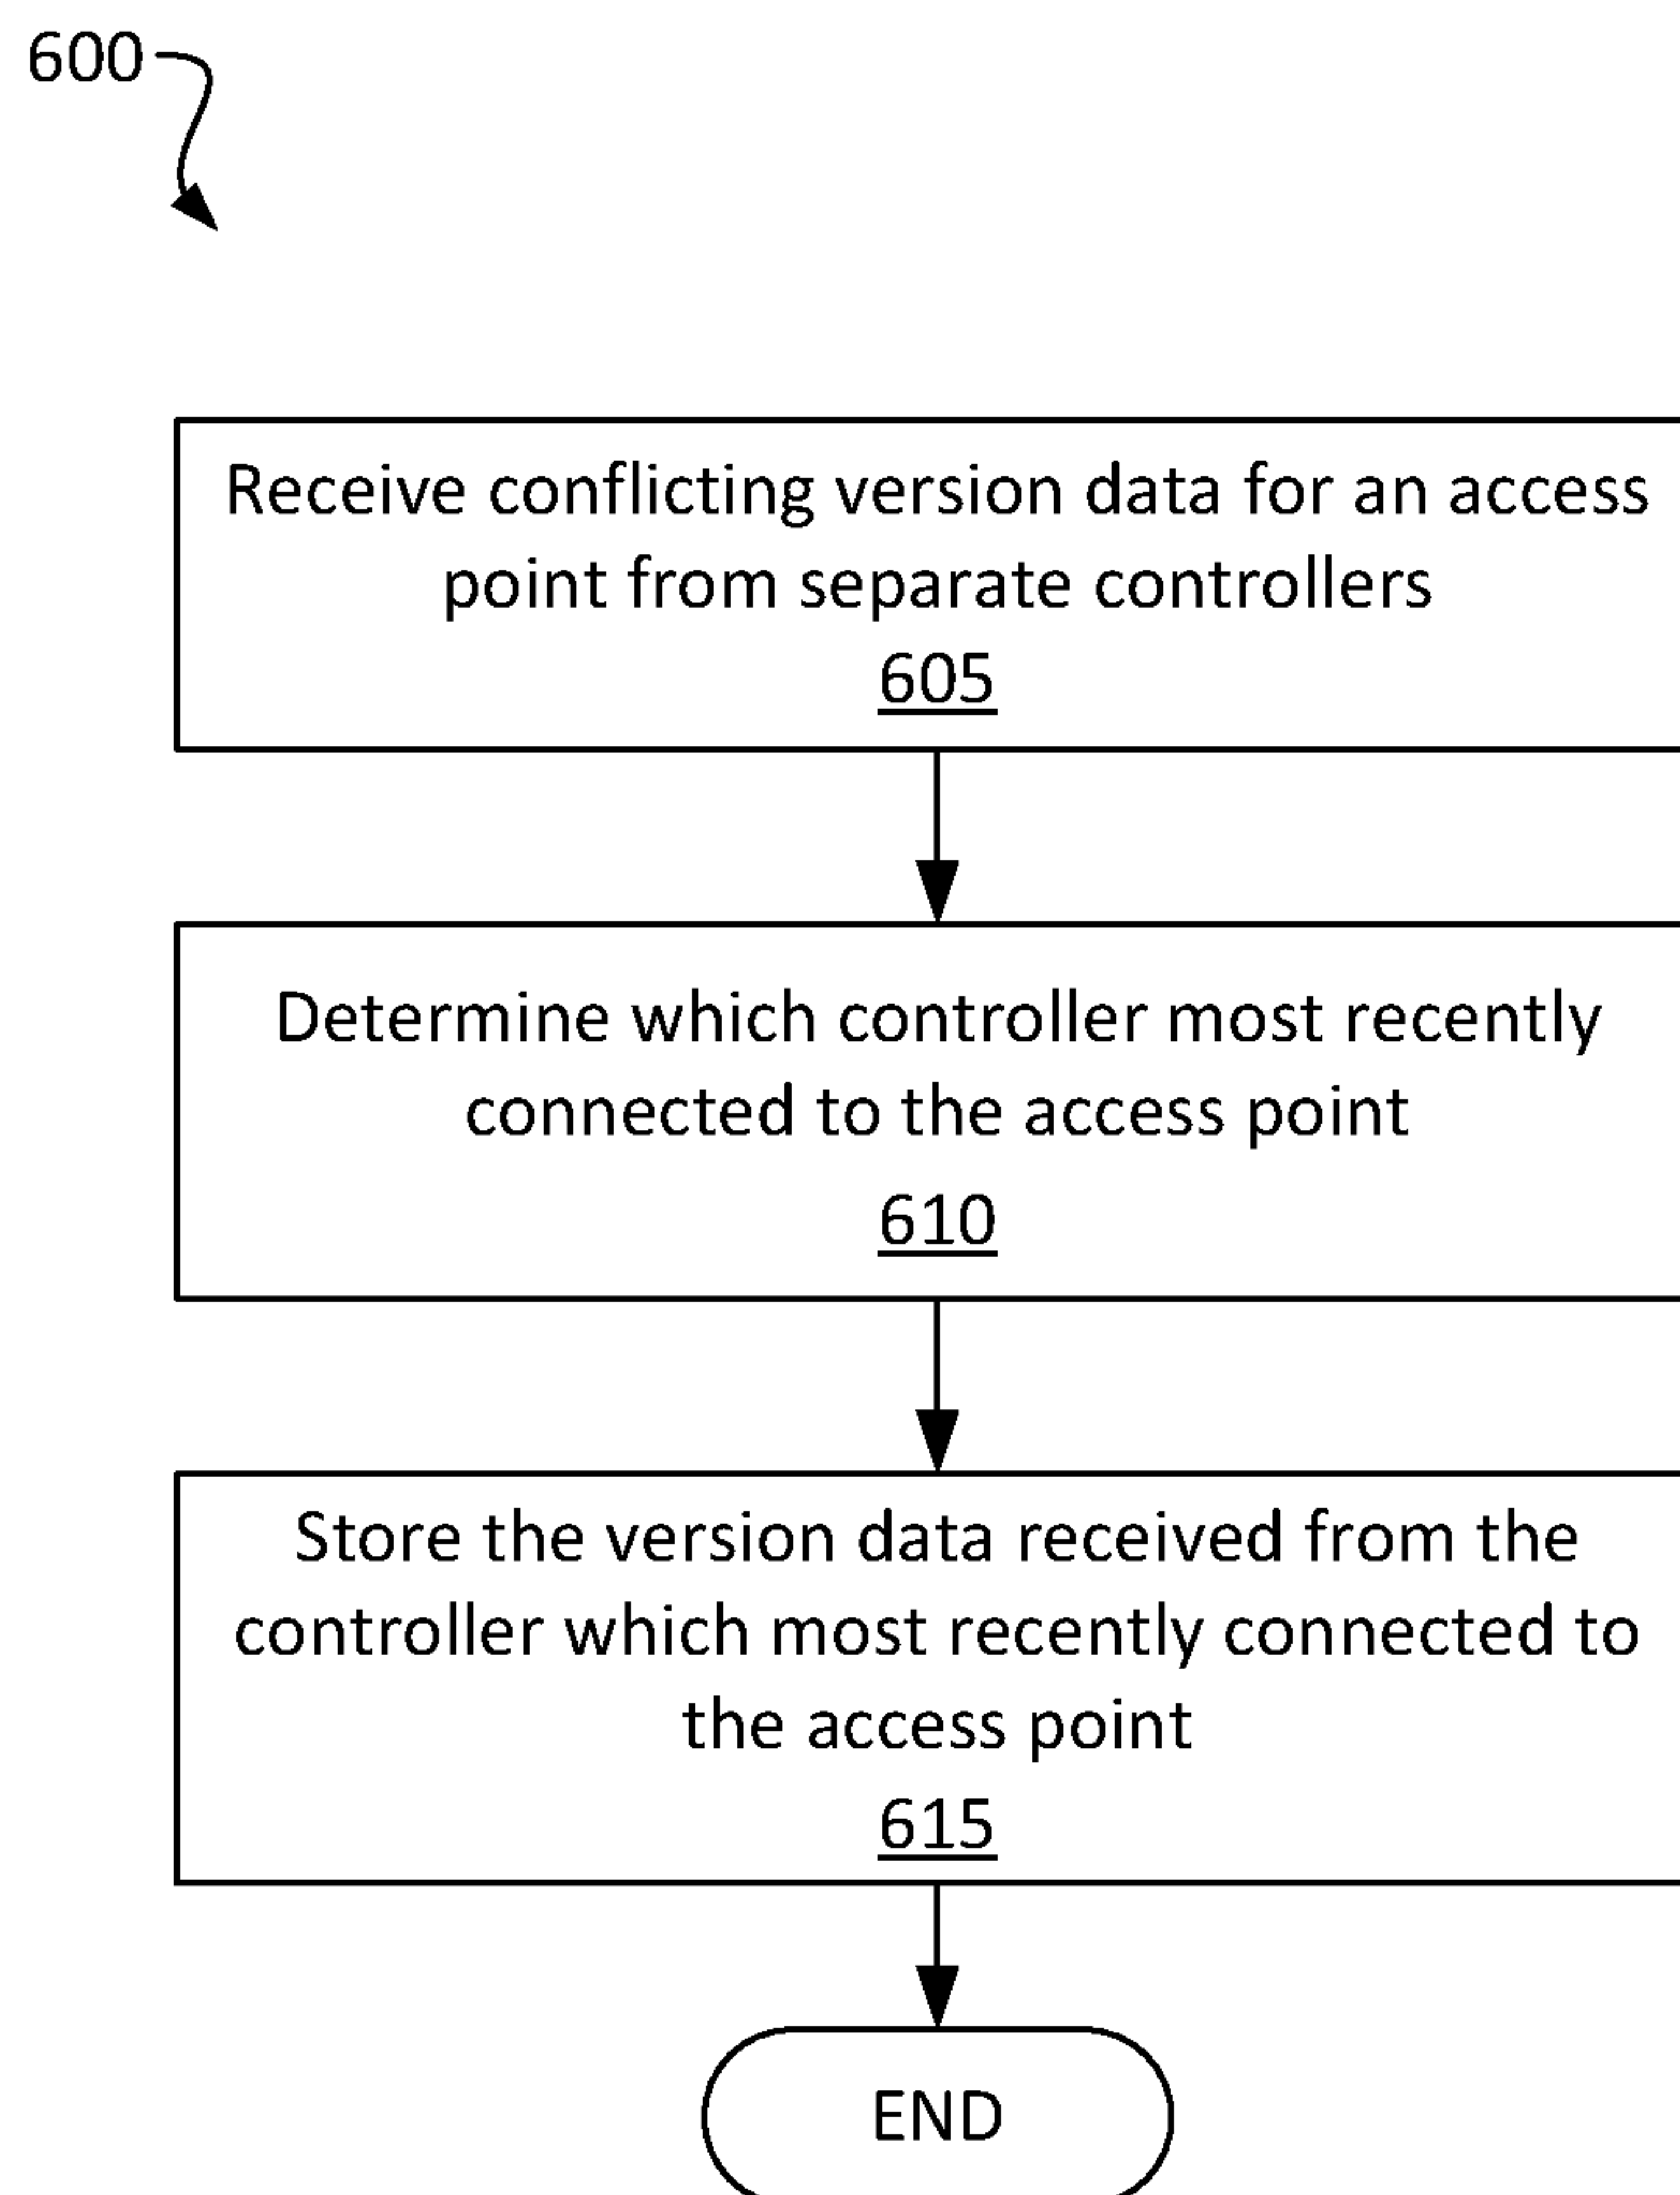 600
Receive conflicting version data for an access
point from separate controllers
605
Determine which controller most recently
connected to the access point
610
Store the version data received from the
controller which most recently connected to
the access point
615
END